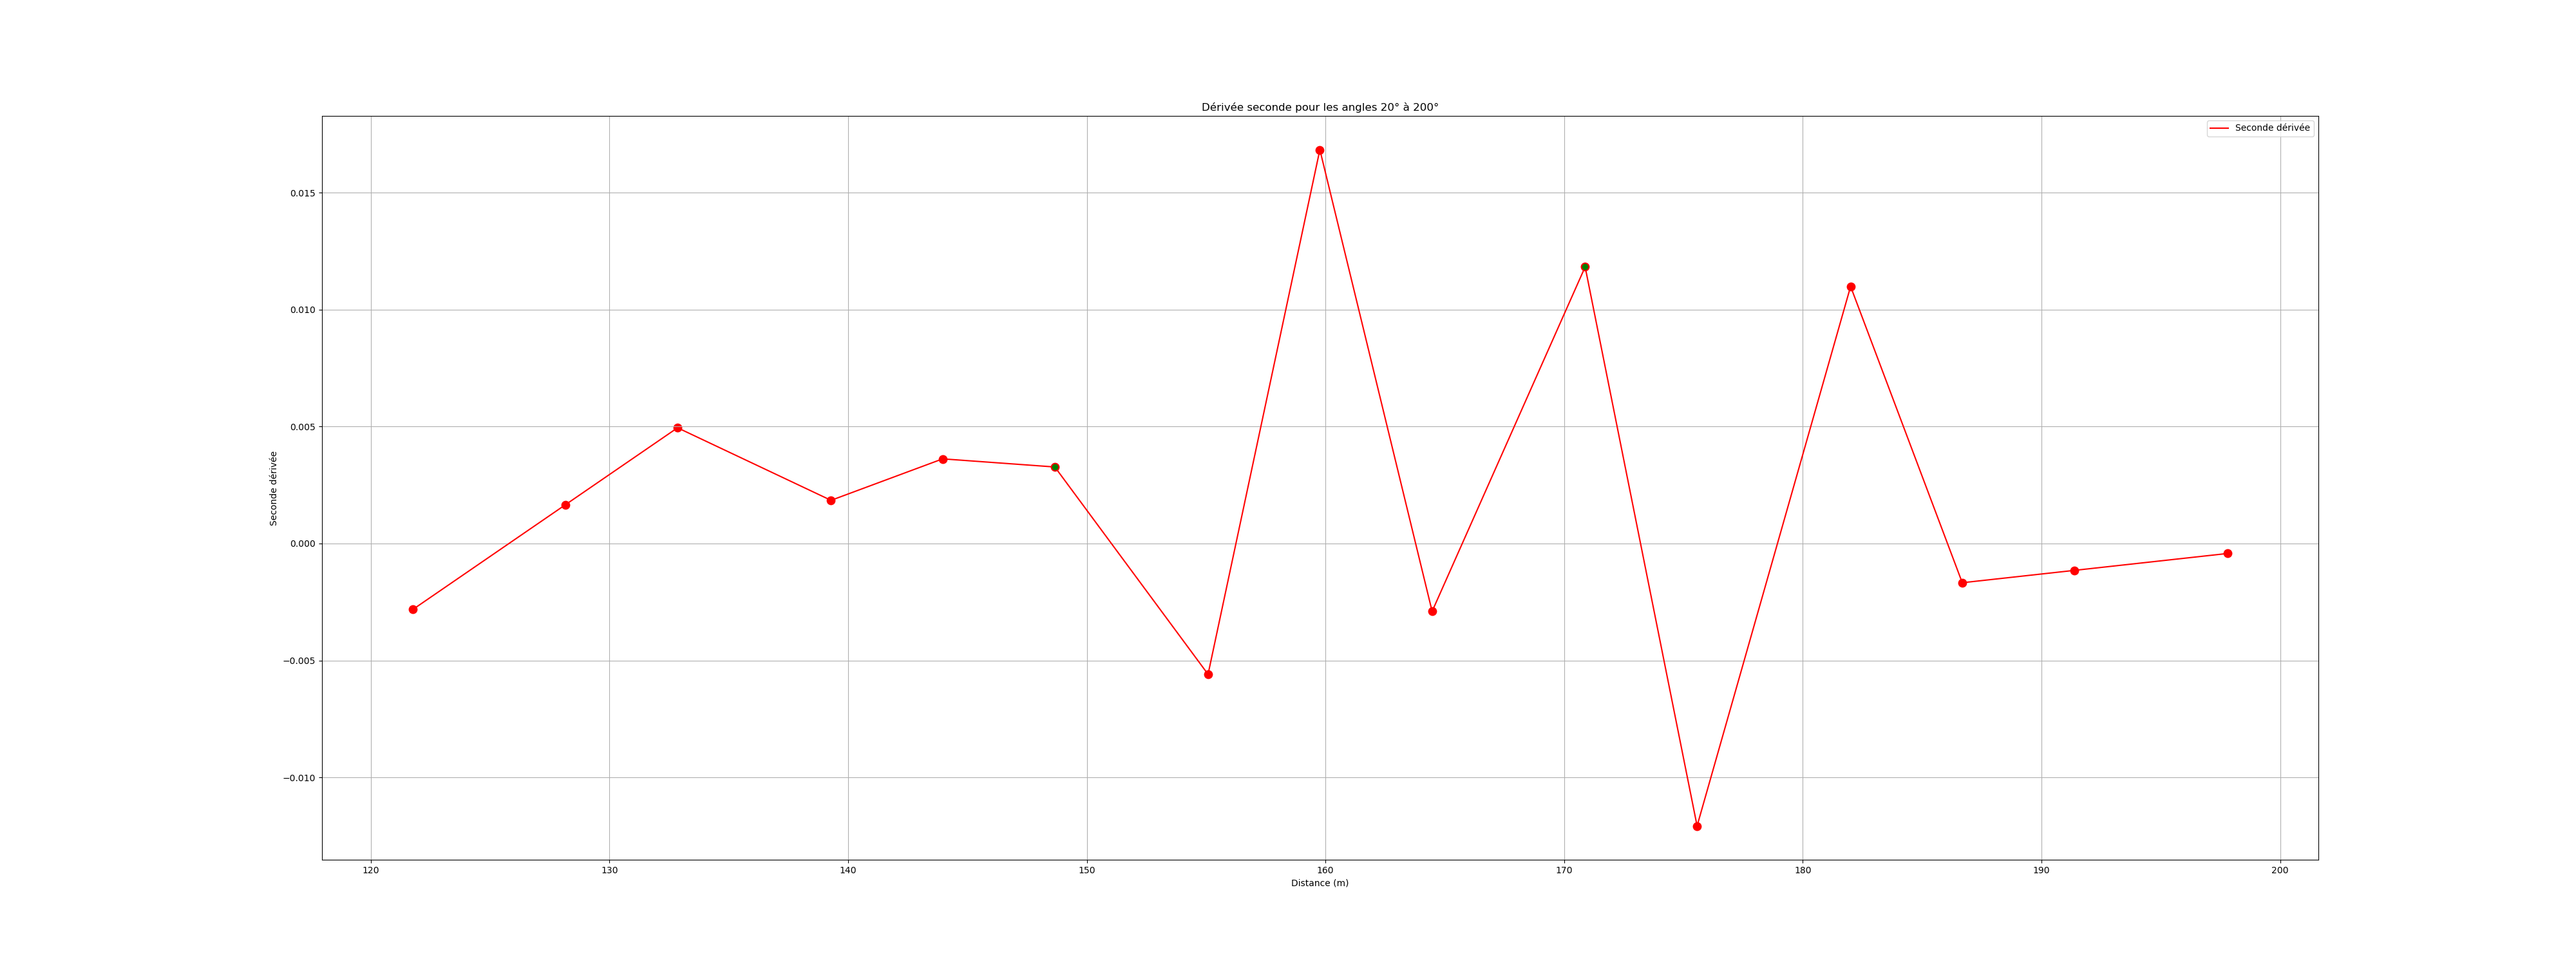 Dérivée seconde pour les angles 20° à 200°
Seconde dérivée
0.015
0.010
0.005
0.000
−0.005
−0.010
Seconde dérivée
120 130 140 150 160 170 180 190 200
Distance (m)